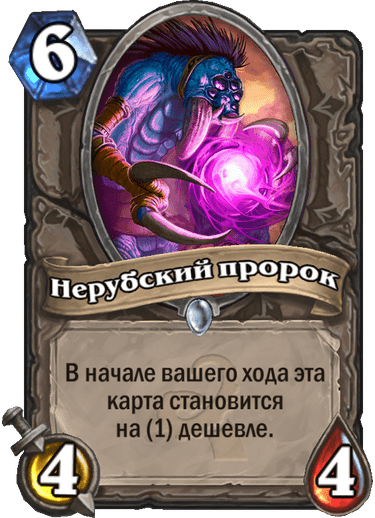 6
Нерубский пророк
В начале вашего хода эта
карта становится
на (1) дешевле.
4
4